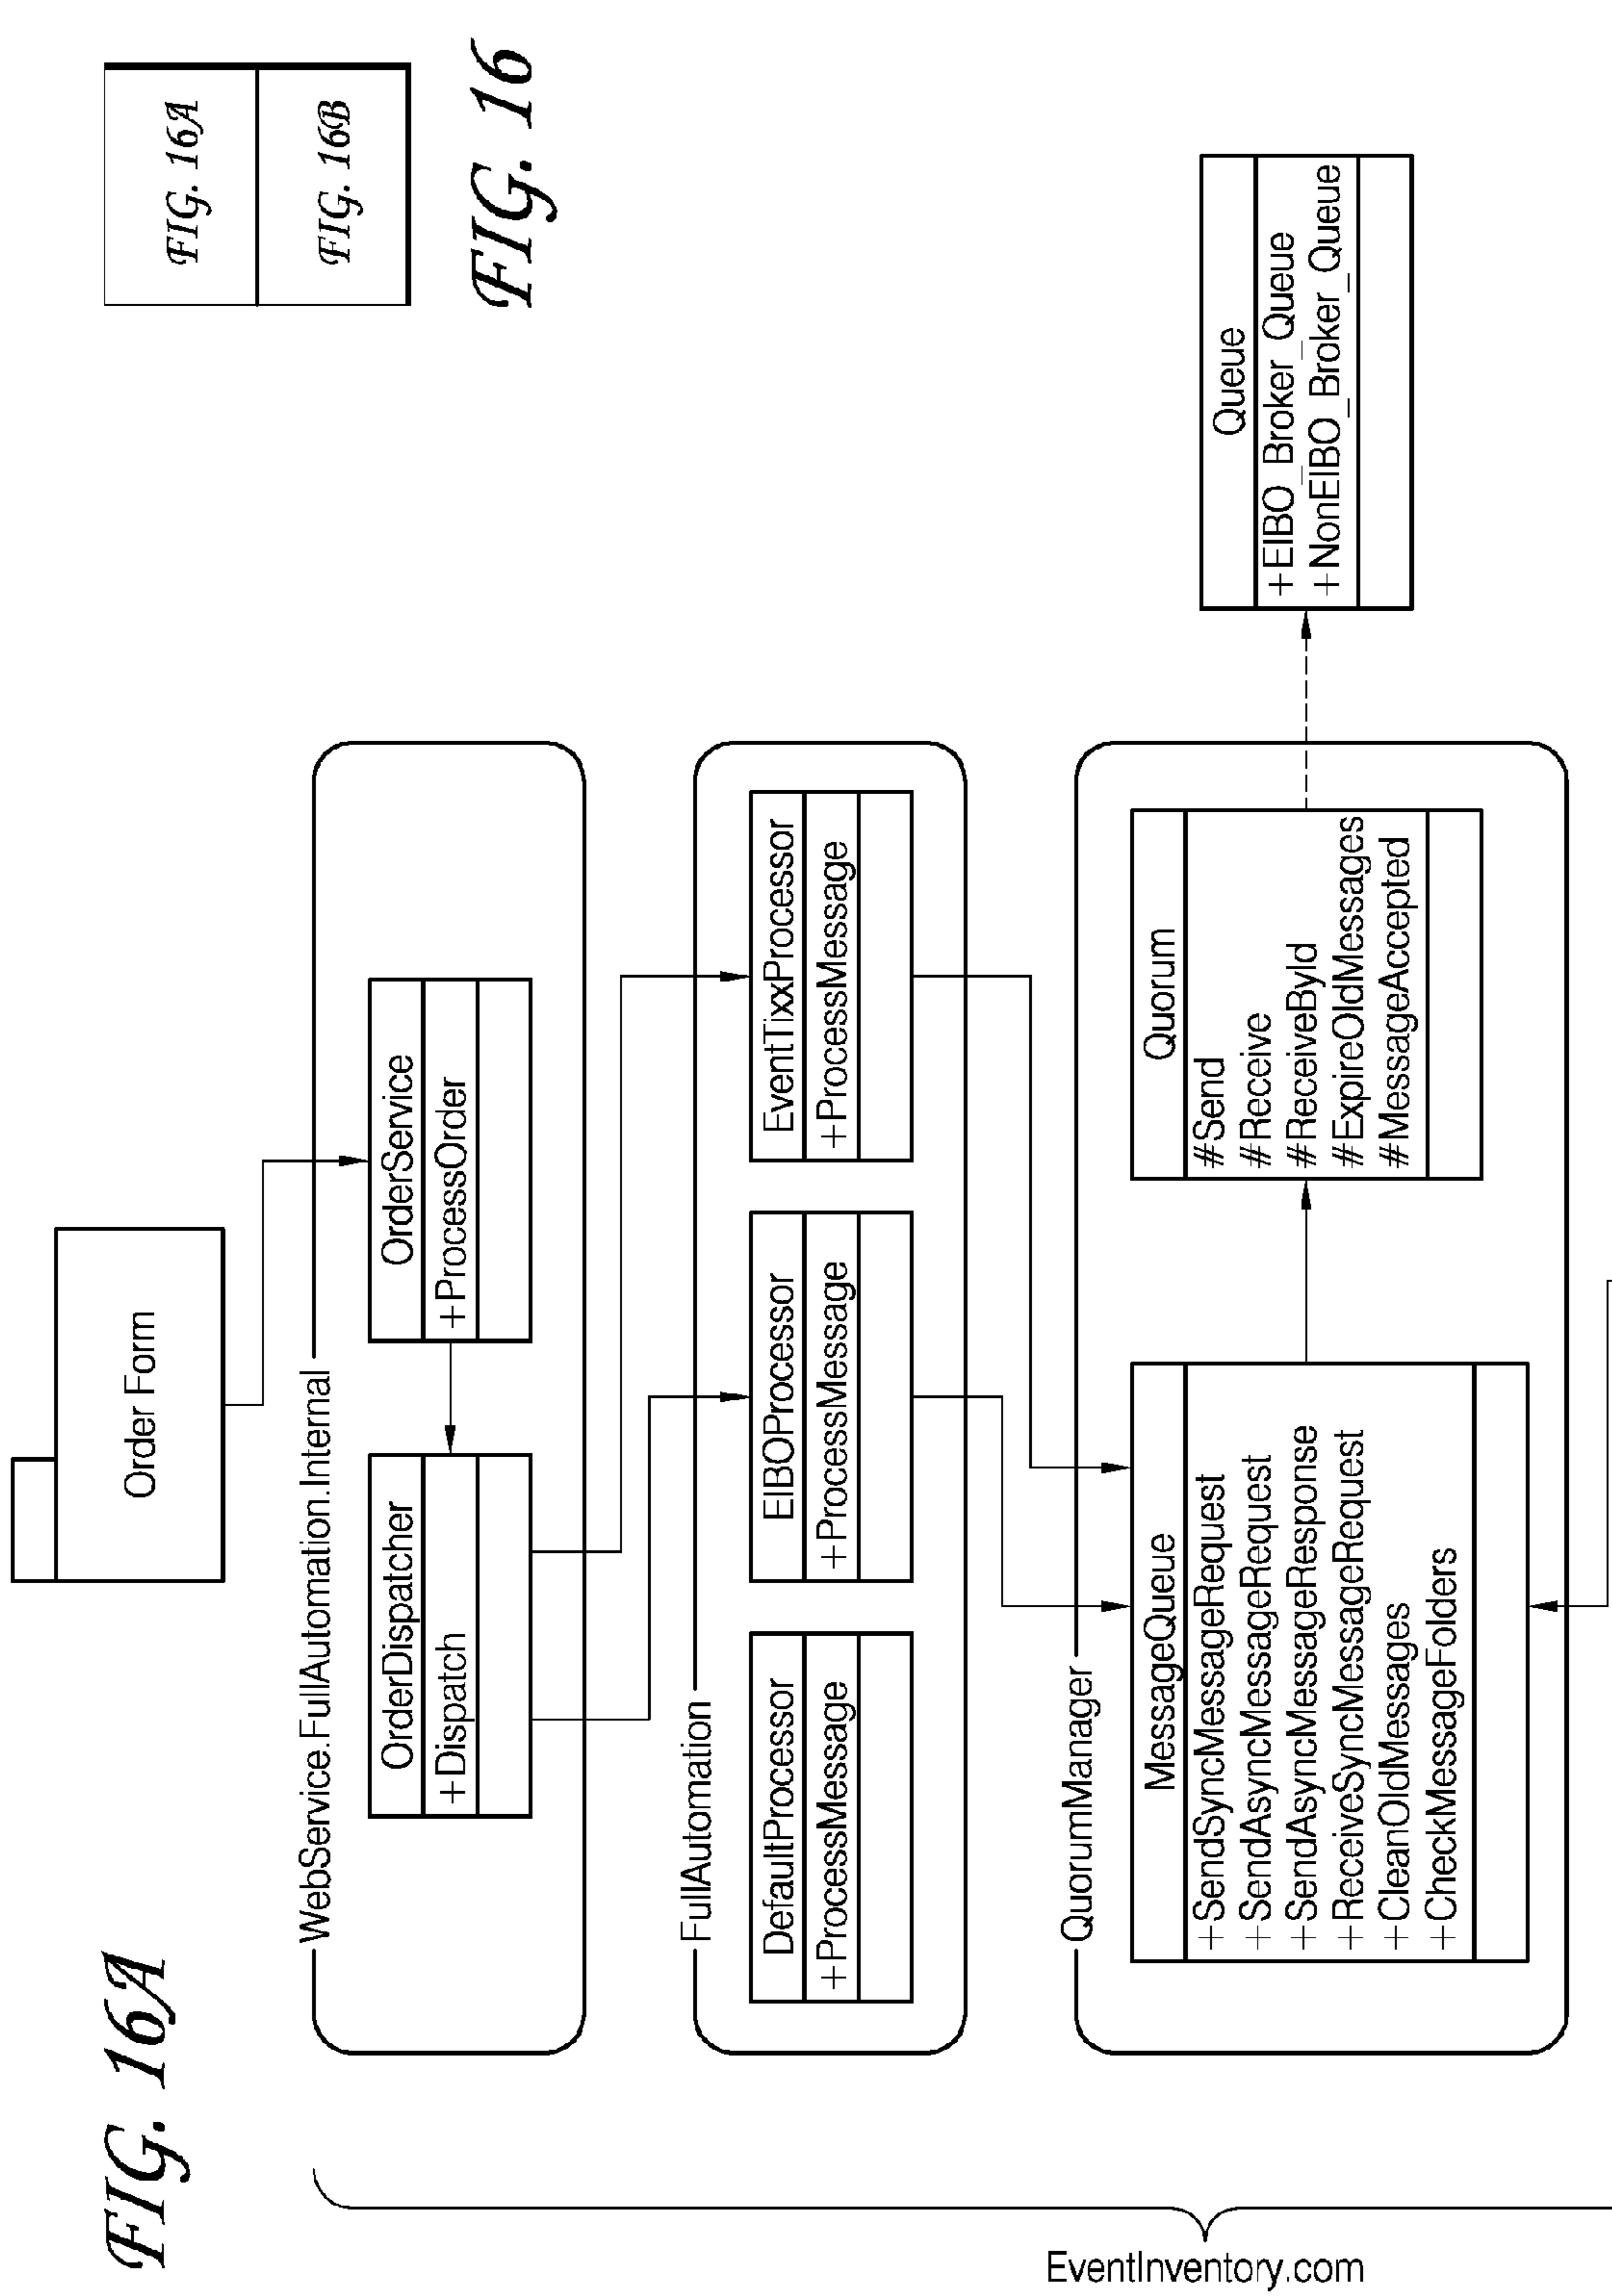 FIG. 16A
FIG. 16A
FIG. 16B
FIG. 16
Order Form
WebService.FullAutomation.Internal
OrderDispatcher
+Dispatch
OrderService
+ProcessOrder
FullAutomation
DefaultProcessor
+ProcessMessage
EIBOProcessor
+ProcessMessage
EventTixxProcessor
+ProcessMessage
QuorumManager
MessageQueue
+SendSyncMessageRequest
+SendAsyncMessageRequest
+SendAsyncMessageResponse
+ReceiveSyncMessageRequest
+CleanOldMessages
+CheckMessageFolders
Quorum
#Send
#Receive
#ReceiveById
#ExpireOldMessages
#MessageAccepted
Queue
+EIBO_Broker_Queue
+NonEIBO_Broker_Queue
EventInventory.com